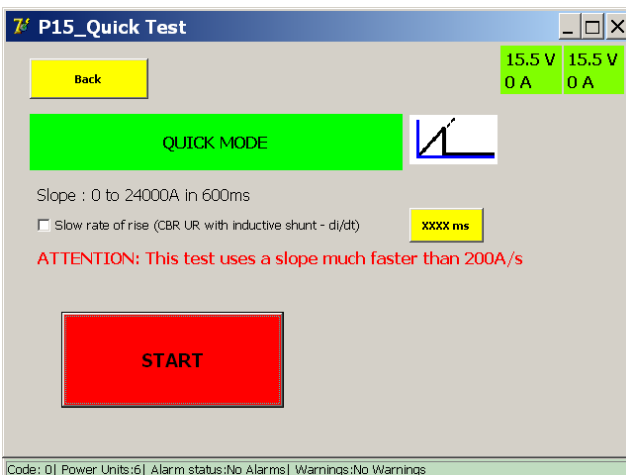 P15_Quick Test
Back
15.5 V 15.5 V
0 A 0 A
QUICK MODE
Slope : 0 to 24000A in 600ms
Slow rate of rise (CBR UR with inductive shunt - di/dt)
XXXX ms
ATTENTION: This test uses a slope much faster than 200A/s
START
Code: 0| Power Units:6| Alarm status:No Alarms| Warnings:No Warnings